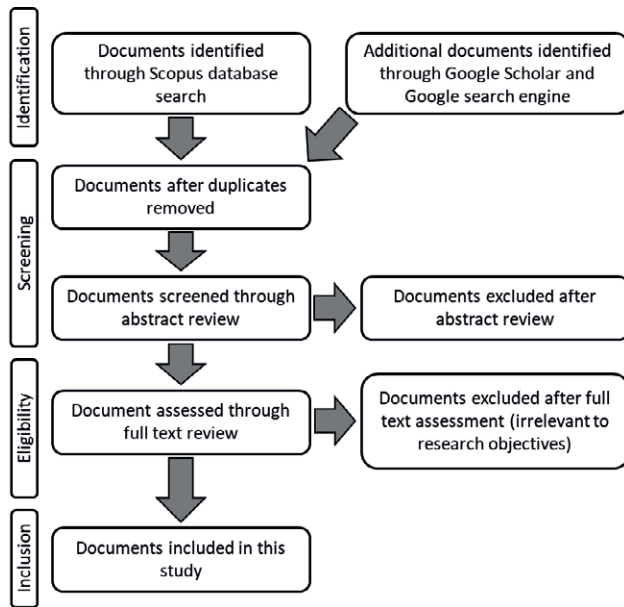 Identification
Documents identified
through Scopus database
search
Additional documents identified
through Google Scholar and
Google search engine
Screening
Documents after duplicates
removed
Documents screened through
abstract review
Documents excluded after
abstract review
Eligibility
Document assessed through
full text review
Documents excluded after full
text assessment (irrelevant to
research objectives)
Inclusion
Documents included in this
study